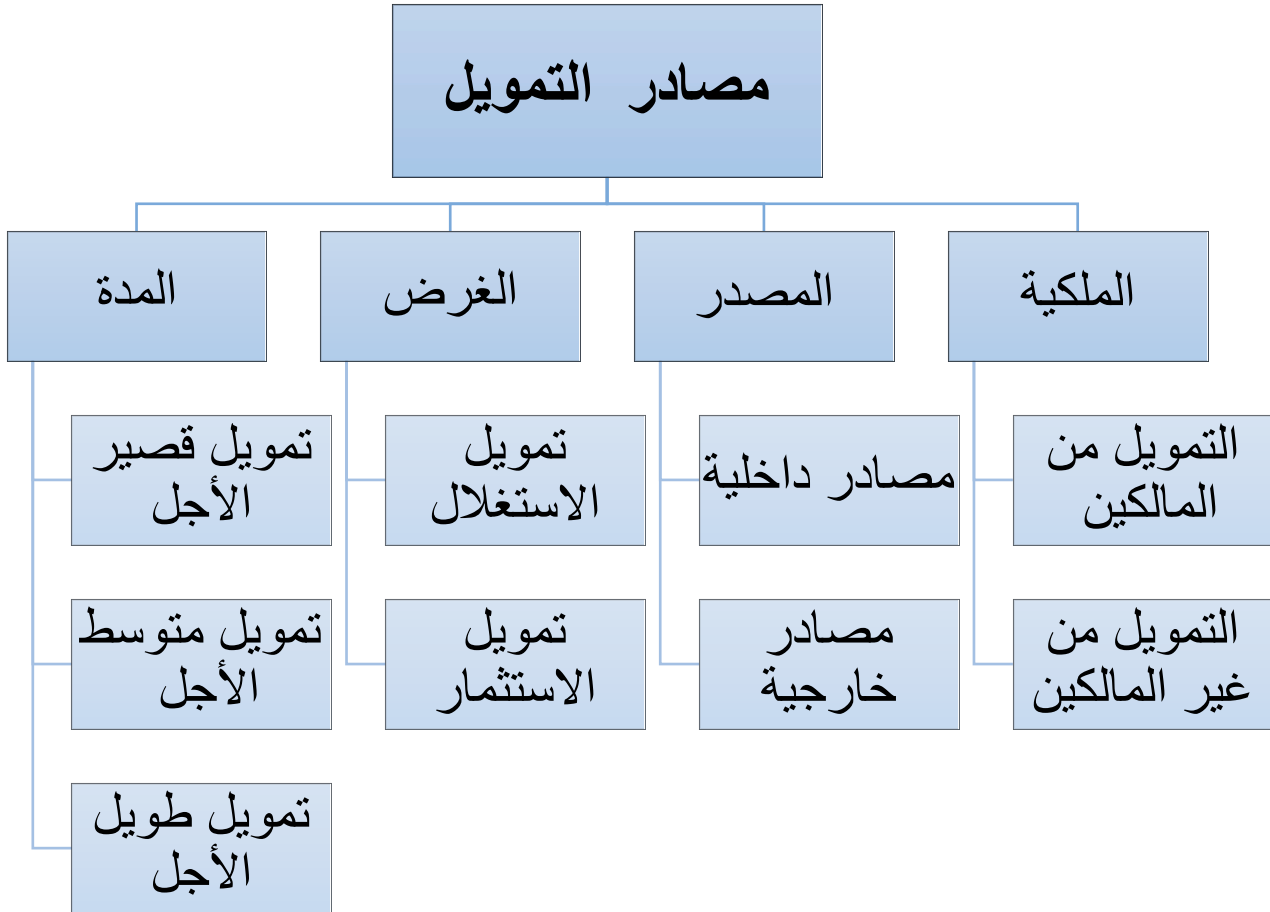 مصادر التمويل
الملكية
المصدر
الغرض
المدة
التمويل من
المالكين
مصادر داخلية
تمويل
الاستغلال
تمويل قصير
الأجل
التمويل من
غير المالكين
مصادر
خارجية
تمويل
الاستثمار
تمويل متوسط
الأجل
تمويل طويل
الأجل